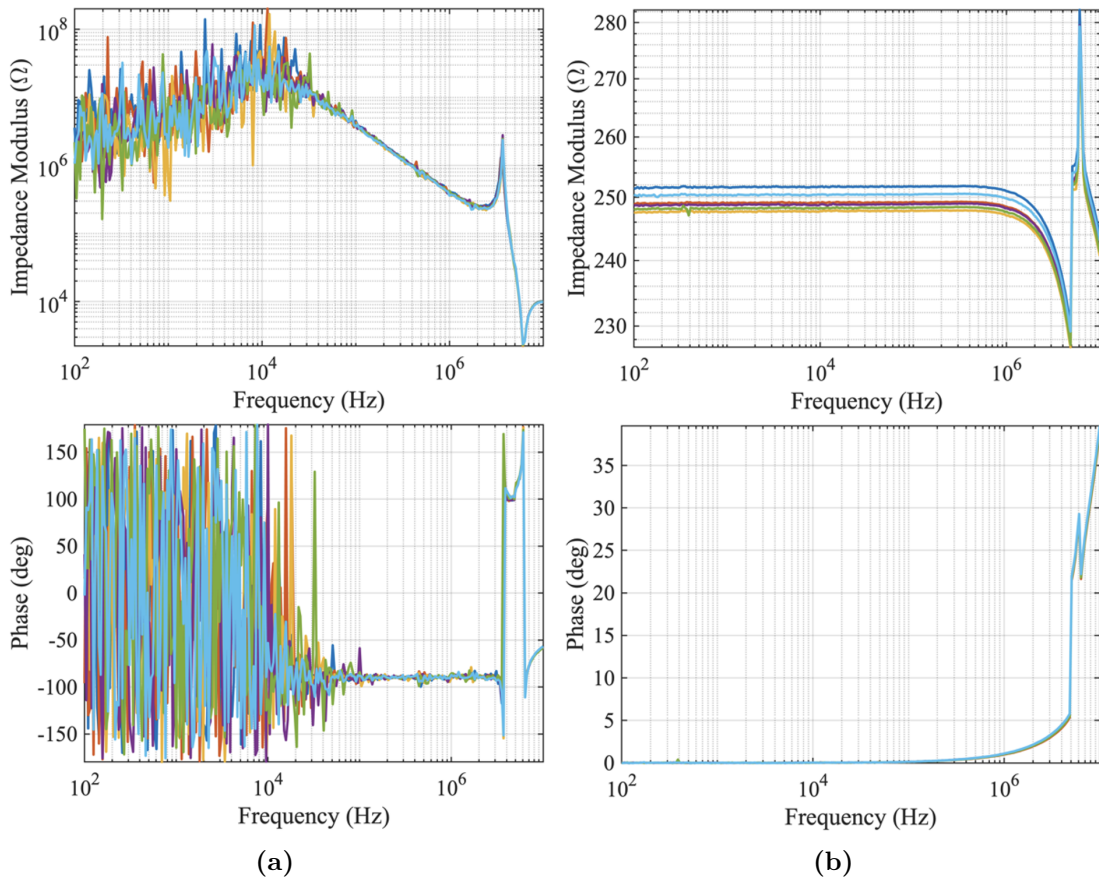 10^8
10^6
10^4
Impedance Modulus (Ω)
10^2 10^4 10^6
Frequency (Hz)
280
270
260
250
240
230
Impedance Modulus (Ω)
10^2 10^4 10^6
Frequency (Hz)
150
100
50
0
-50
-100
-150
Phase (deg)
10^2 10^4 10^6
Frequency (Hz)
(a)
35
30
25
20
15
10
5
0
Phase (deg)
10^2 10^4 10^6
Frequency (Hz)
(b)